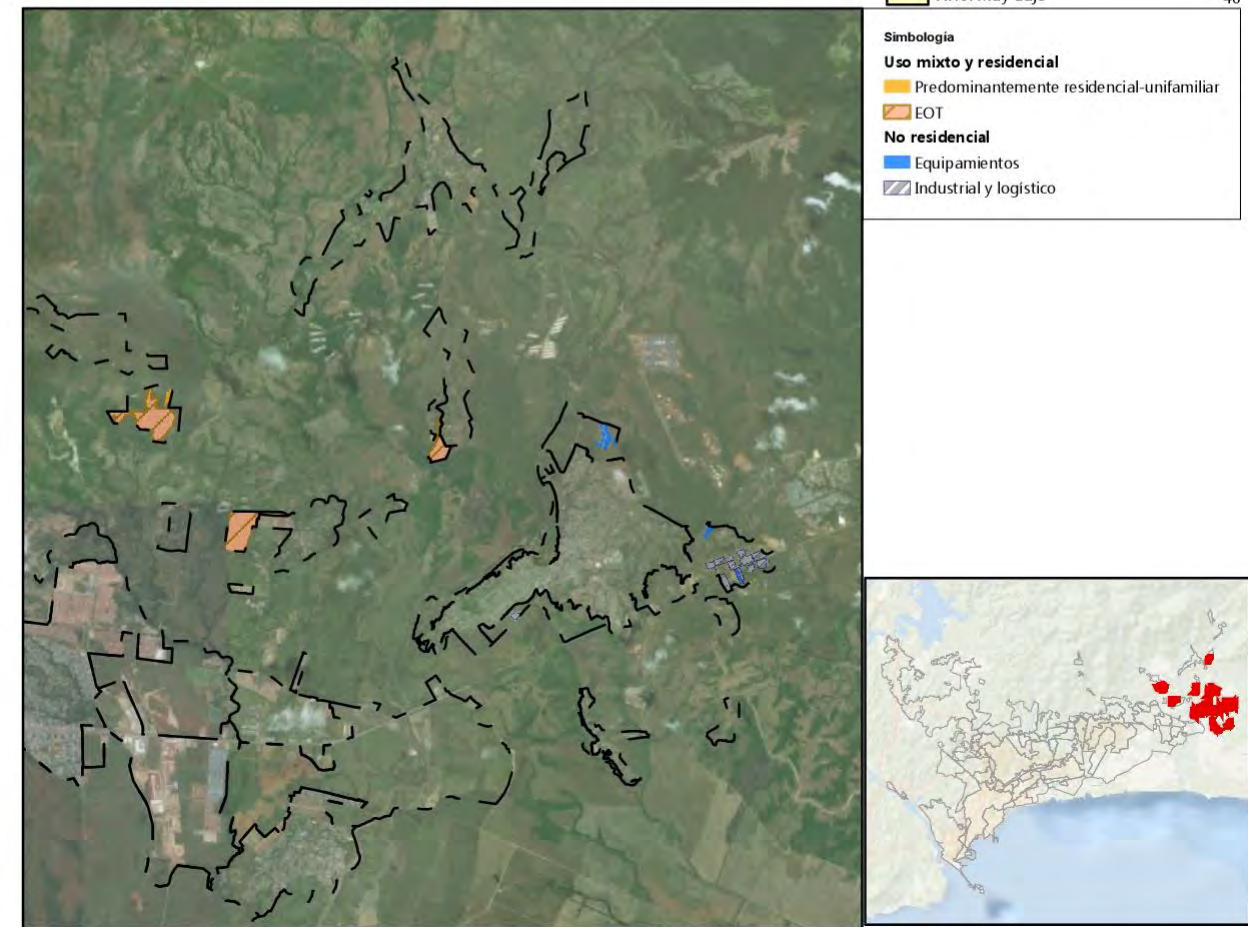 Simbología
Uso mixto y residencial
Predominantemente residencial-unifamiliar
EOT
No residencial
Equipamientos
Industrial y logístico